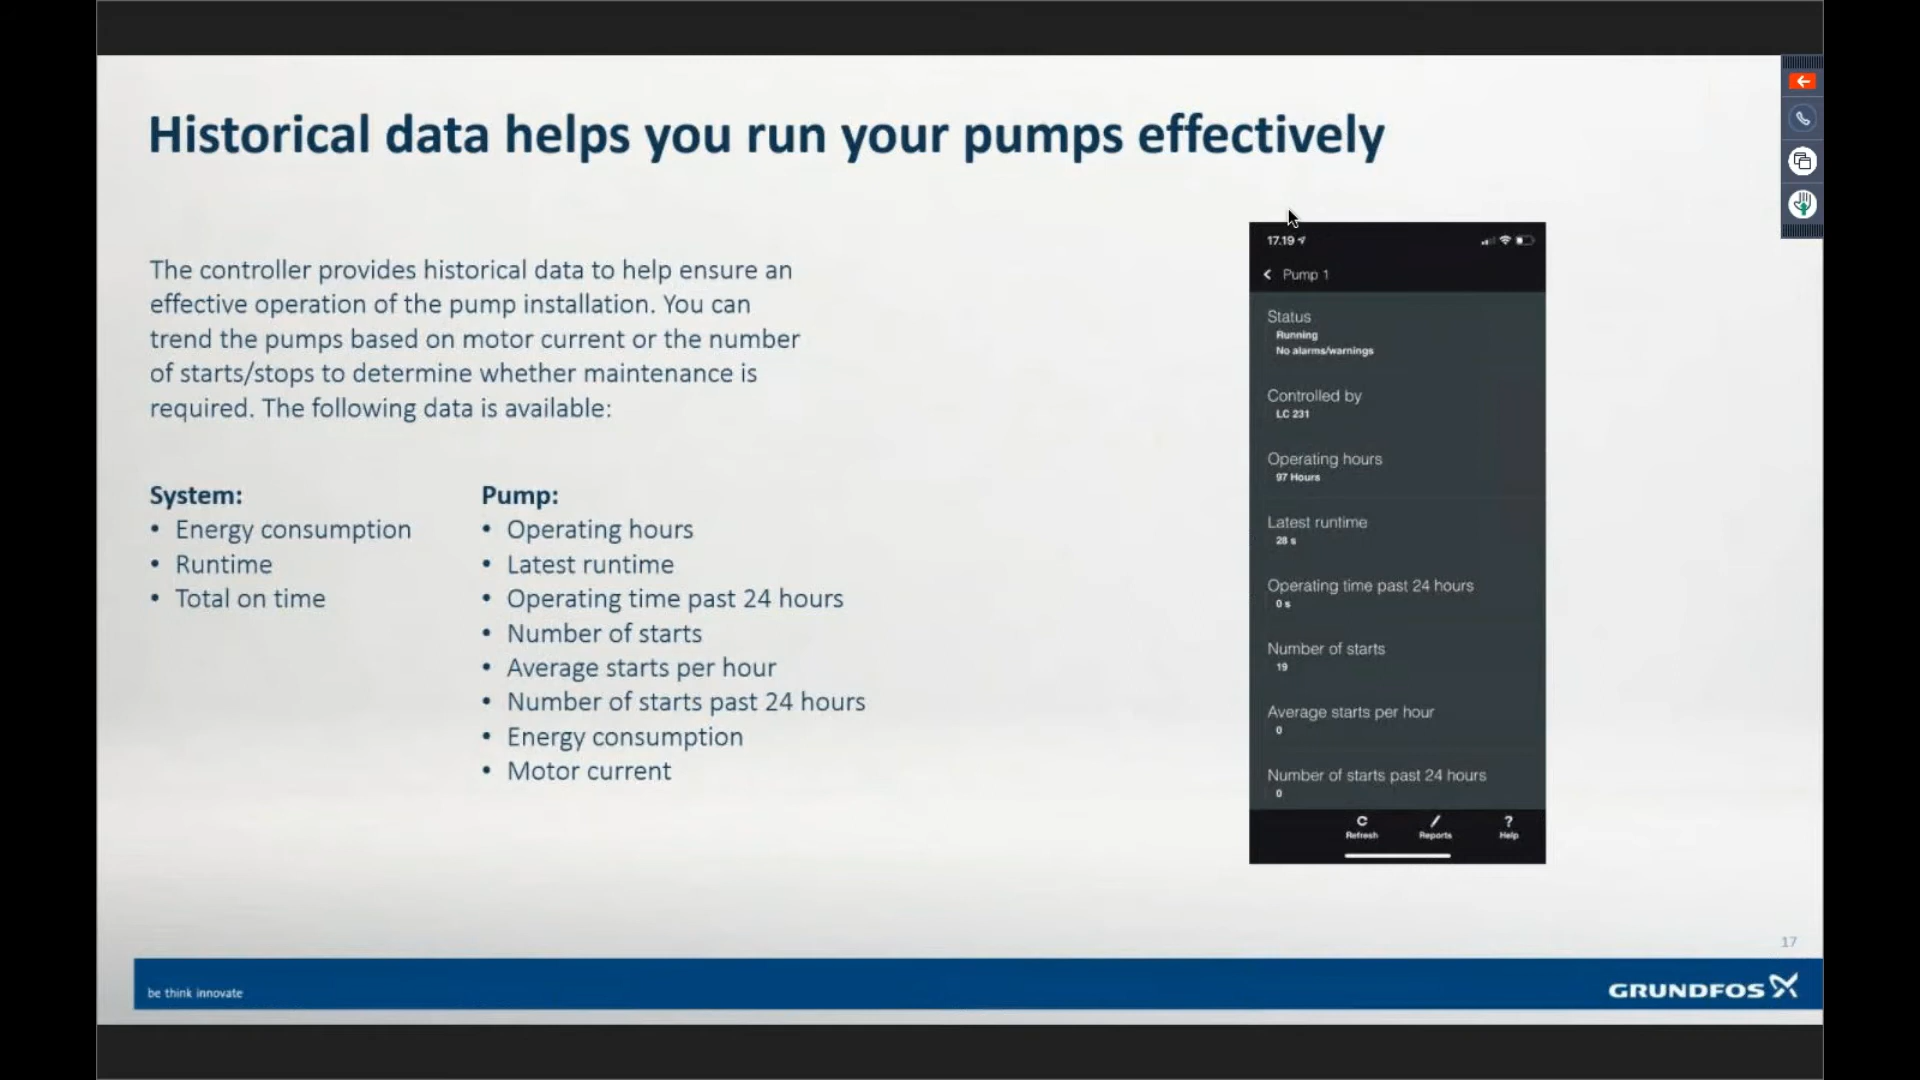 Historical data helps you run your pumps effectively
The controller provides historical data to help ensure an
effective operation of the pump installation. You can
trend the pumps based on motor current or the number
of starts/stops to determine whether maintenance is
required. The following data is available:
System:
• Energy consumption
• Runtime
• Total on time
Pump:
• Operating hours
• Latest runtime
• Operating time past 24 hours
• Number of starts
• Average starts per hour
• Number of starts past 24 hours
• Energy consumption
• Motor current
17.19
Pump 1
Status
Running
No alarms/warnings
Controlled by
LC 231
Operating hours
97 Hours
Latest runtime
28 s
Operating time past 24 hours
0 s
Number of starts
19
Average starts per hour
0
Number of starts past 24 hours
0
Refresh
Reports
?
Help
17
be think innovate
GRUNDFOS